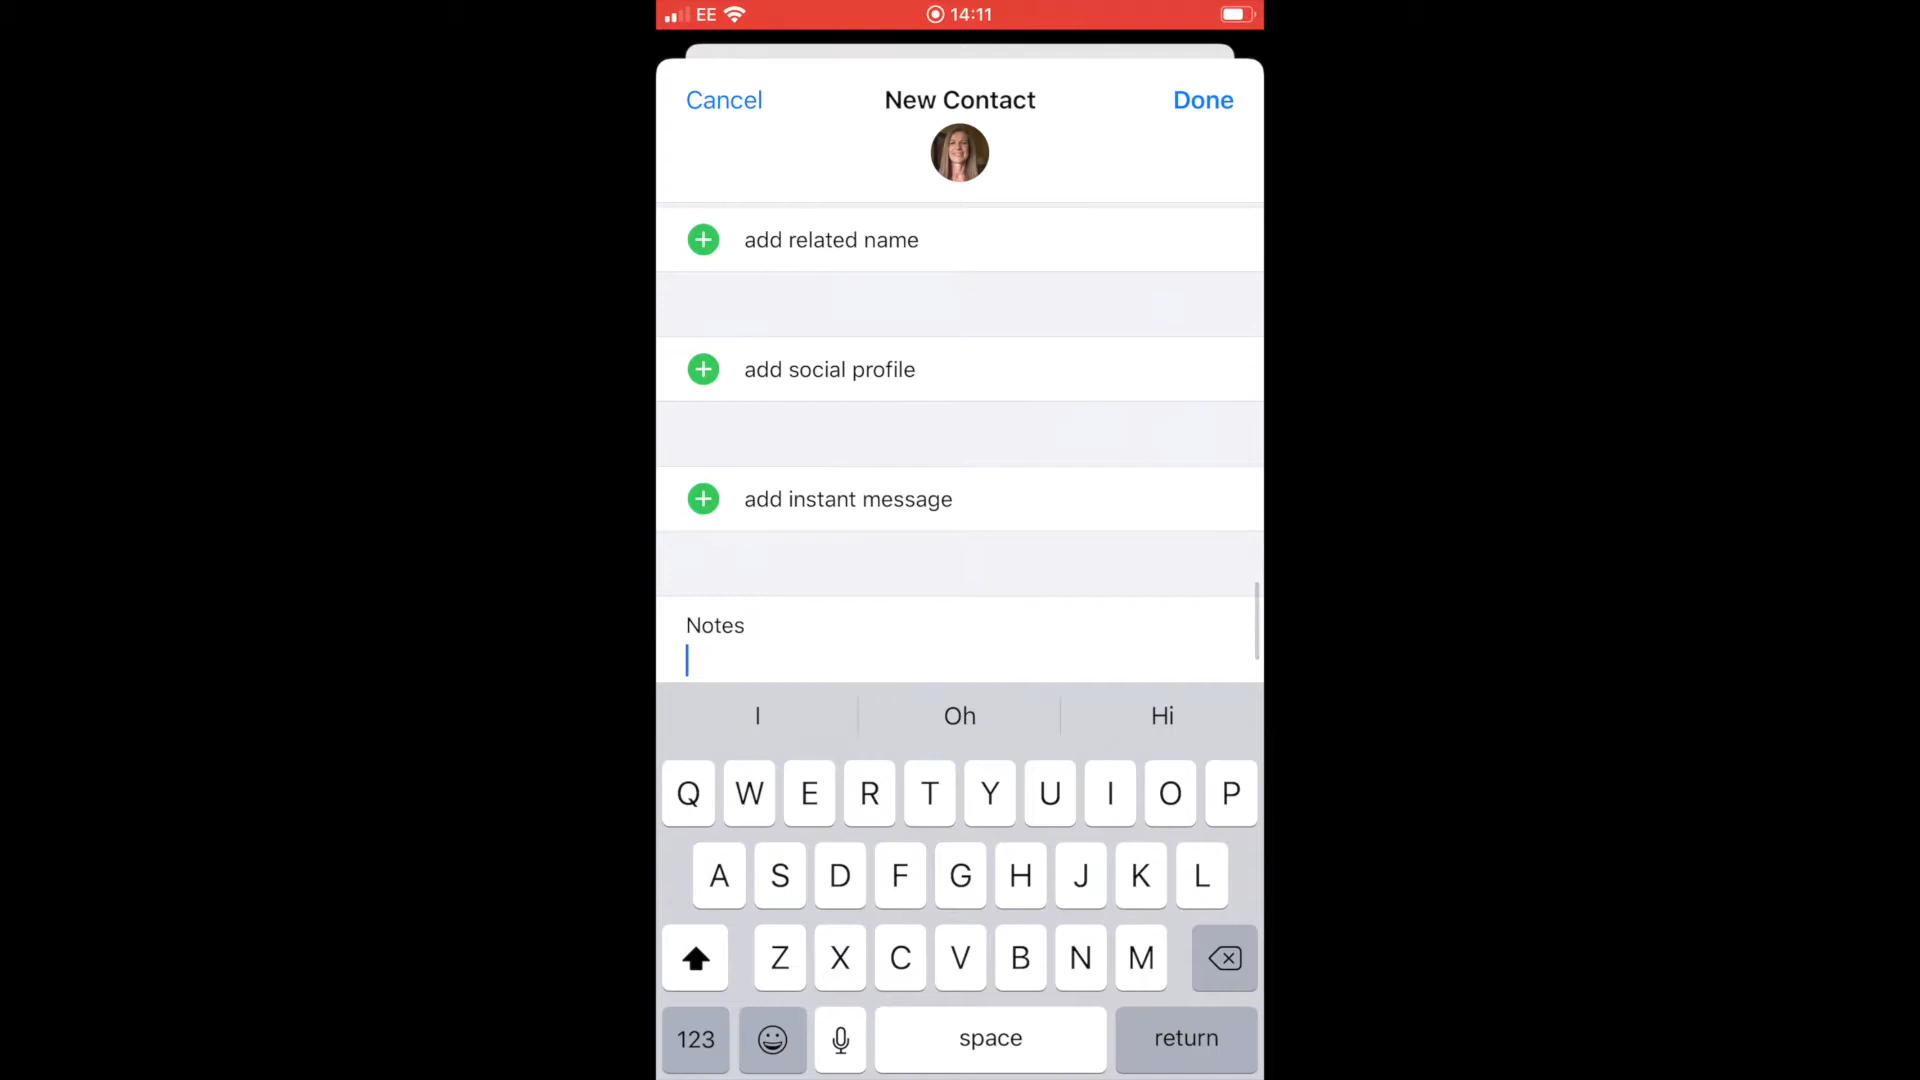 EE 14:11
Cancel New Contact Done
add related name
add social profile
add instant message
Notes
I Oh Hi
Q W E R T Y U I O P
A S D F G H J K L
Z X C V B N M
123 space return